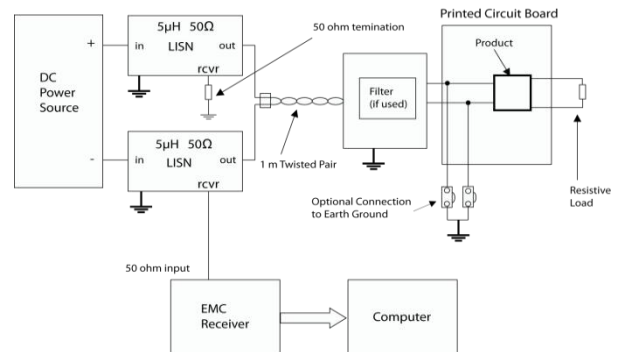 Printed Circuit Board
5µH 50Ω
50 ohm temination
+
in
LISN
out
Product
rcvr
DC
Power
Source
Filter
(if used)
5µH 50Ω
-
in
LISN
out
1 m Twisted Pair
rcvr
Optional Connection
to Earth Ground
Resistive
Load
50 ohm input
EMC
Receiver
Computer